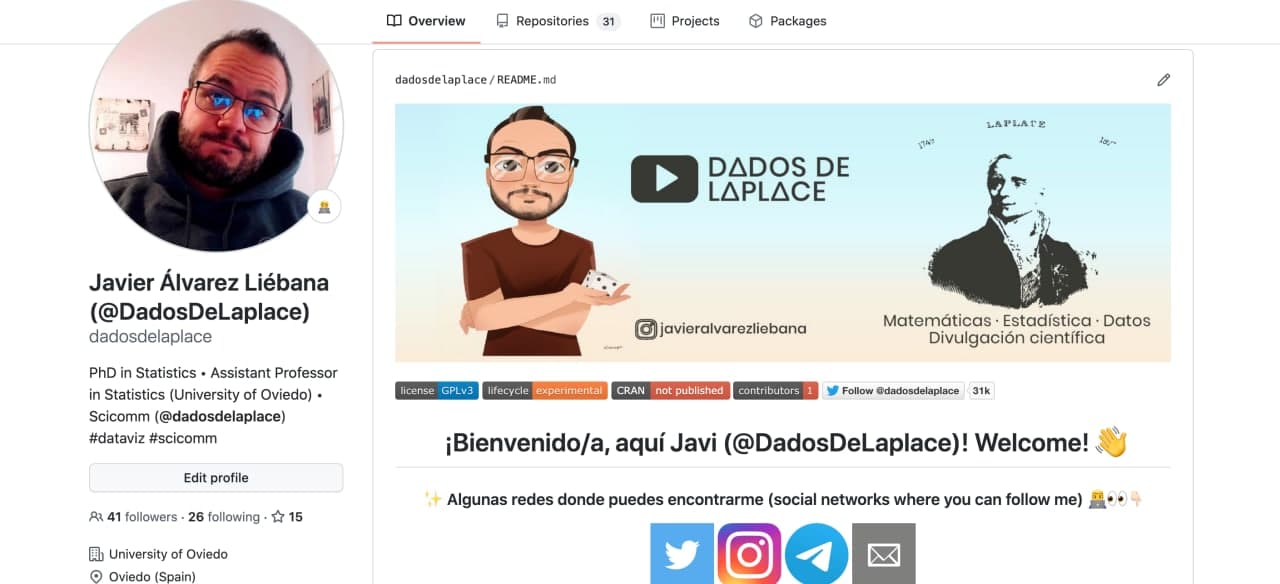 Overview
Repositories 31
Projects
Packages
dadosdelaplace/README.md
DΔDOS DE
LΔPLΔCE
LAPLACE
1749
javieralvarezliebana
Matemáticas · Estadística · Datos
Divulgación científica
Javier Álvarez Liébana
(@DadosDeLaplace)
dadosdelaplace
PhD in Statistics • Assistant Professor
in Statistics (University of Oviedo) •
Scicomm (@dadosdelaplace)
#dataviz #scicomm
Edit profile
41 followers · 26 following · 15
University of Oviedo
Oviedo (Spain)
license GPLv3
lifecycle experimental
CRAN not published
contributors 1
Follow @dadosdelaplace 31k
¡Bienvenido/a, aquí Javi (@DadosDeLaplace)! Welcome! 👋
✨ Algunas redes donde puedes encontrarme (social networks where you can follow me) 👨‍💻👀👇🏻